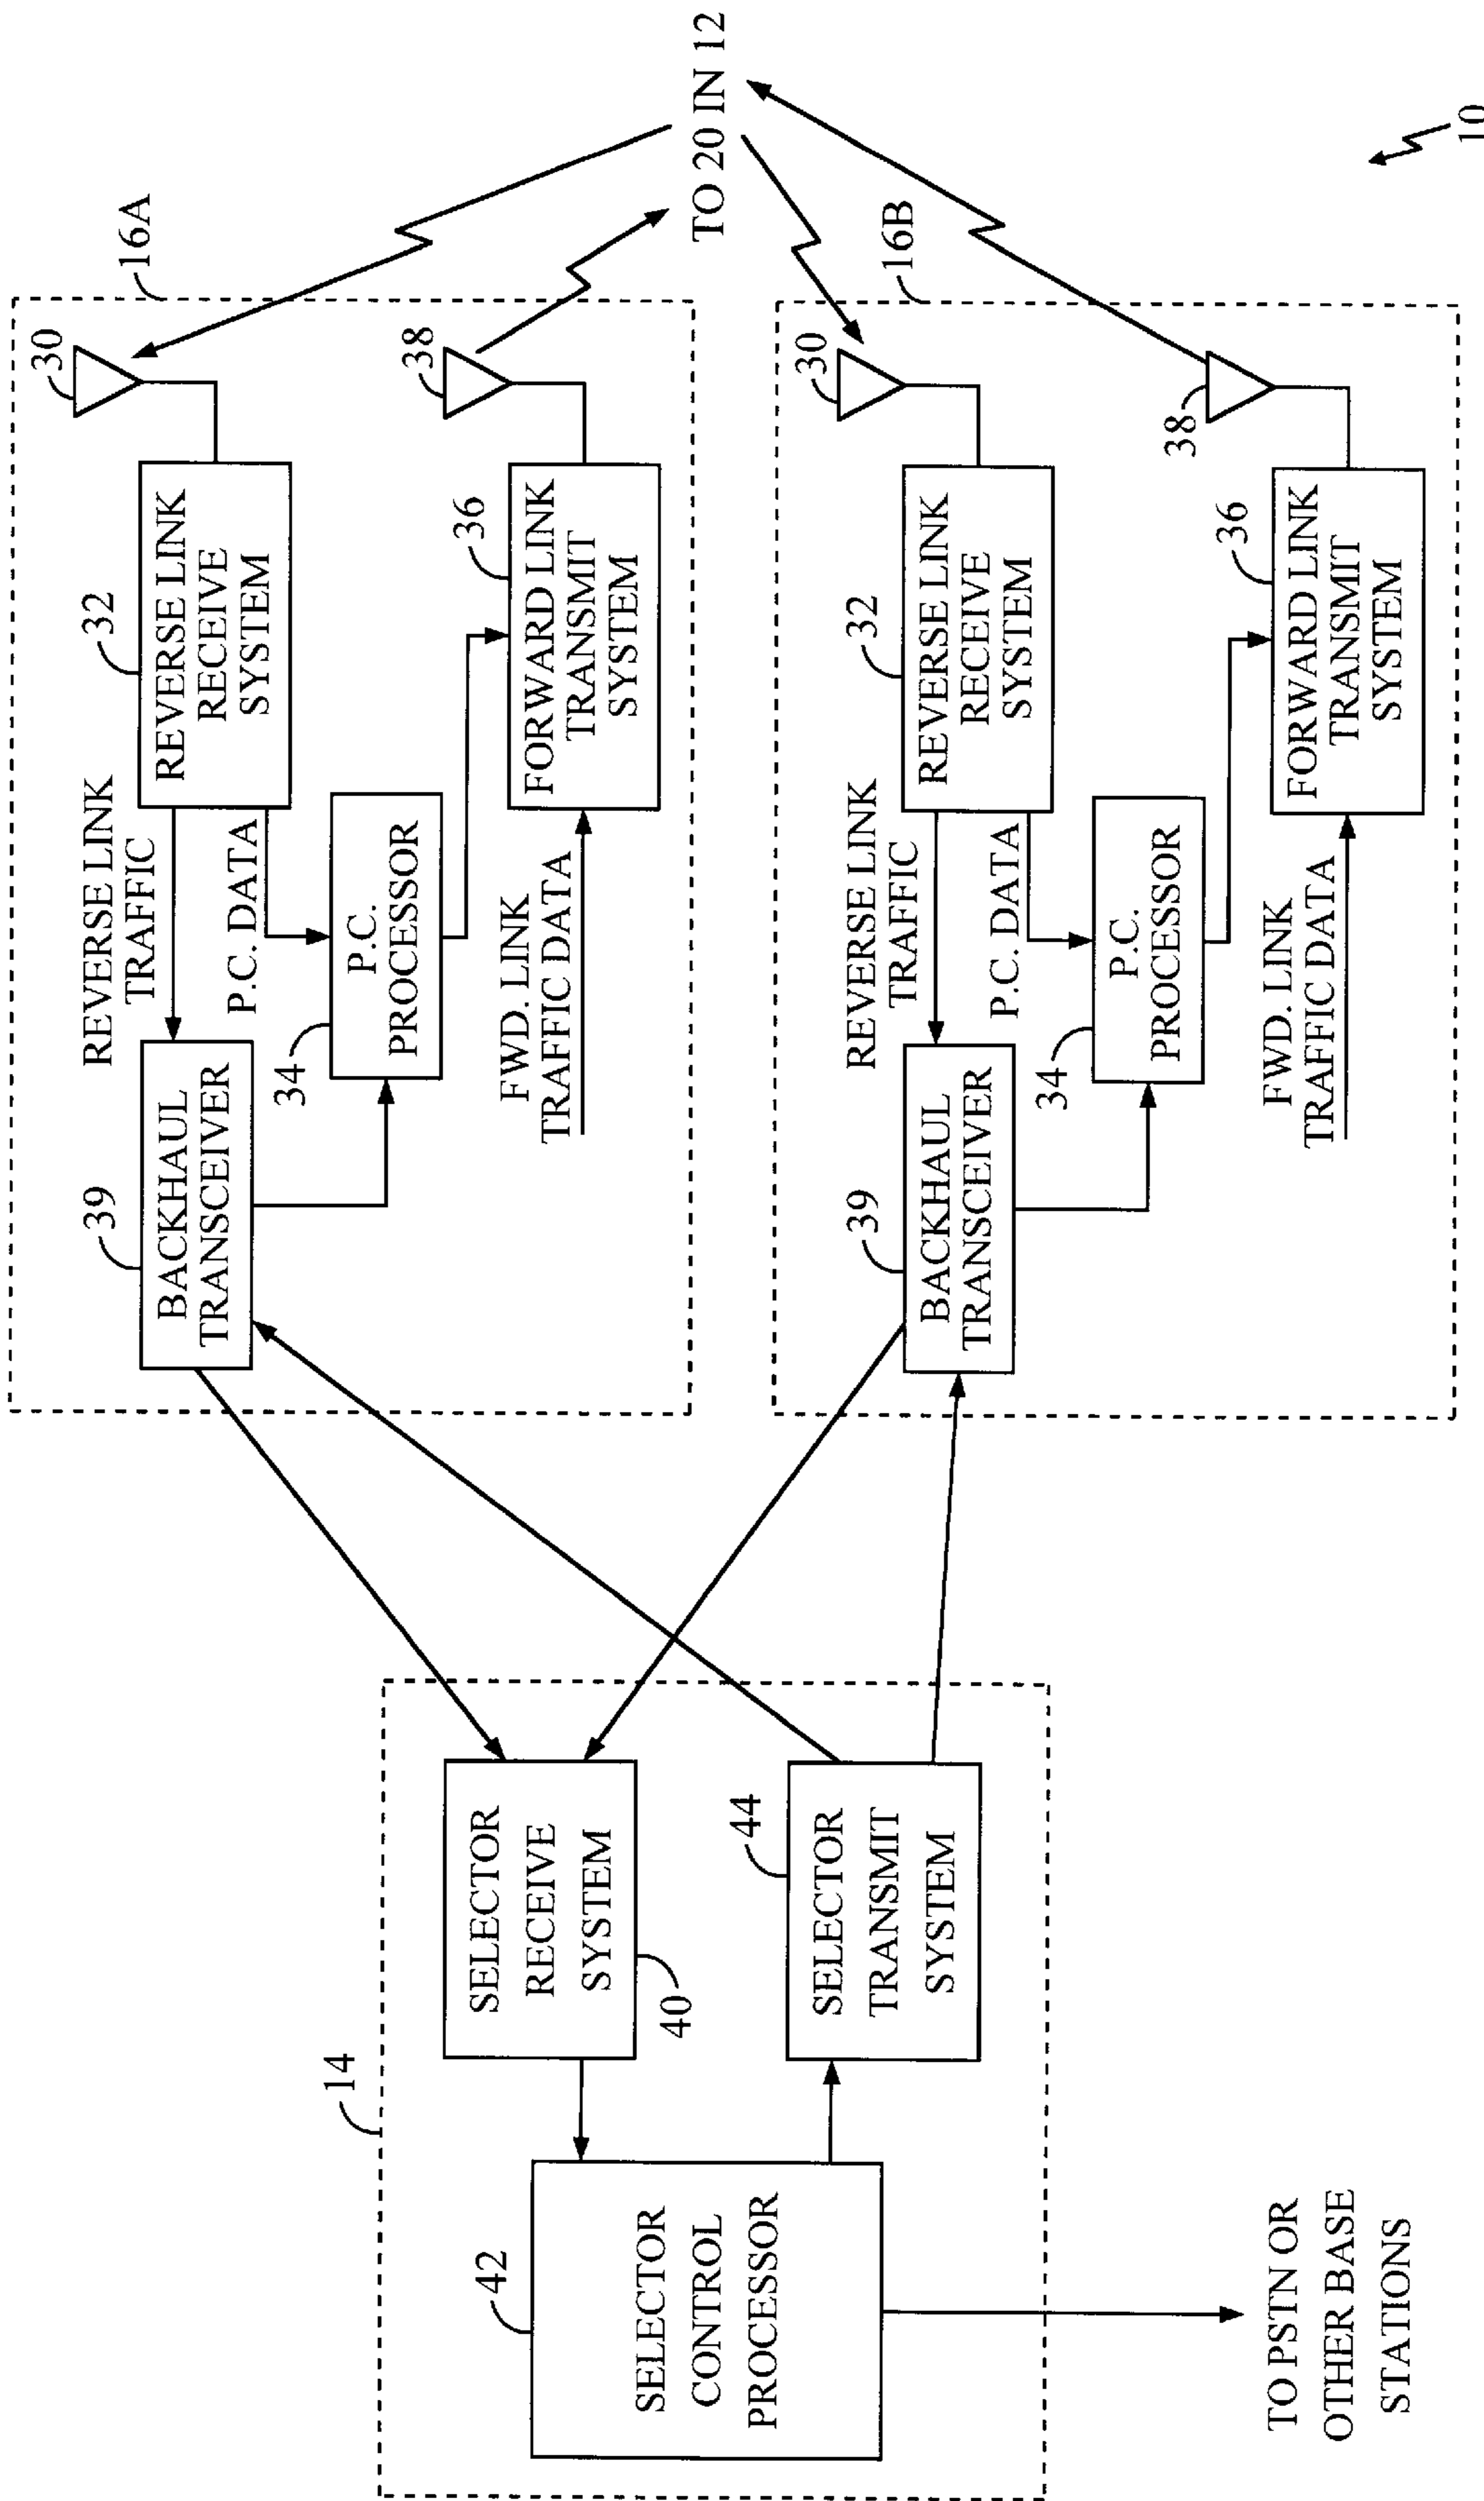 14
42
SELECTOR
CONTROL
PROCESSOR
SELECTOR
RECEIVE
SYSTEM
40
44
SELECTOR
TRANSMIT
SYSTEM
TO PSTN OR
OTHER BASE
STATIONS
16A
39
BACKHAUL
TRANSCEIVER
REVERSE LINK
TRAFFIC
P.C. DATA
34
P.C.
PROCESSOR
FWD. LINK
TRAFFIC DATA
32
REVERSE LINK
RECEIVE
SYSTEM
36
FORWARD LINK
TRANSMIT
SYSTEM
30
38
TO 20 IN 12
16B
39
BACKHAUL
TRANSCEIVER
REVERSE LINK
TRAFFIC
P.C. DATA
34
P.C.
PROCESSOR
FWD. LINK
TRAFFIC DATA
32
REVERSE LINK
RECEIVE
SYSTEM
36
FORWARD LINK
TRANSMIT
SYSTEM
30
38
10